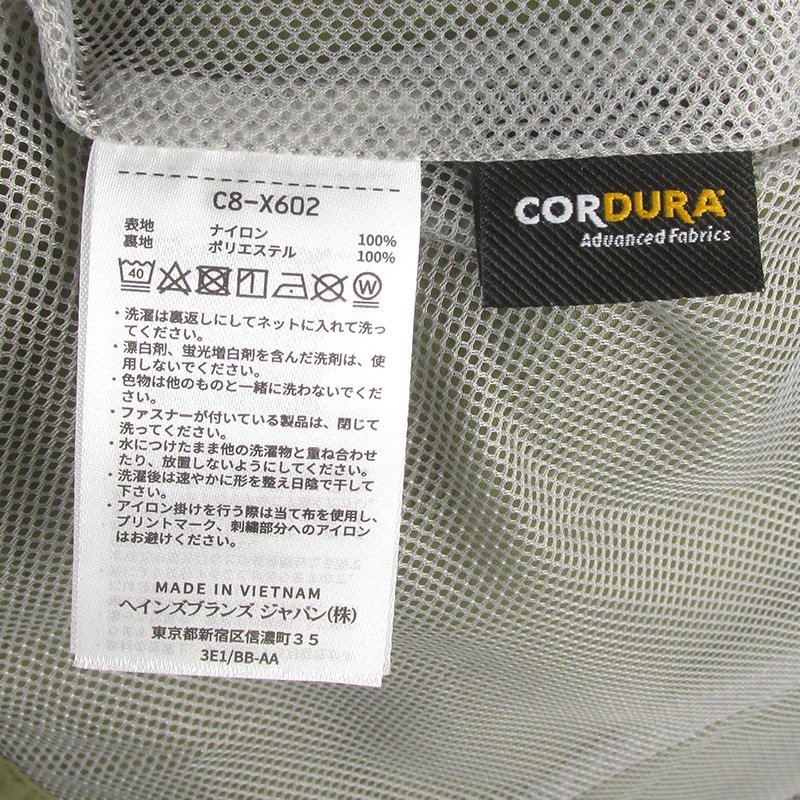 C8-X602
表地 ナイロン 100%
裏地 ポリエステル 100%
40 W
・洗濯は裏返しにしてネットに入れて洗っ
てください。
・漂白剤、蛍光増白剤を含んだ洗剤は、使
用しないでください。
・色物は他のものと一緒に洗わないでくだ
さい。
・ファスナーが付いている製品は、閉じて
洗ってください。
・水につけたまま他の洗濯物と重ね合わせ
たり、放置しないようにしてください。
・洗濯後は速やかに形を整え日陰で干して
下さい。
・アイロン掛けを行う際は当て布を使用し、
プリントマーク、刺繍部分へのアイロン
はお避けください。
MADE IN VIETNAM
ヘインズブランズ ジャパン(株)
東京都新宿区信濃町35
3E1/BB-AA
CORDURA
Advanced Fabrics